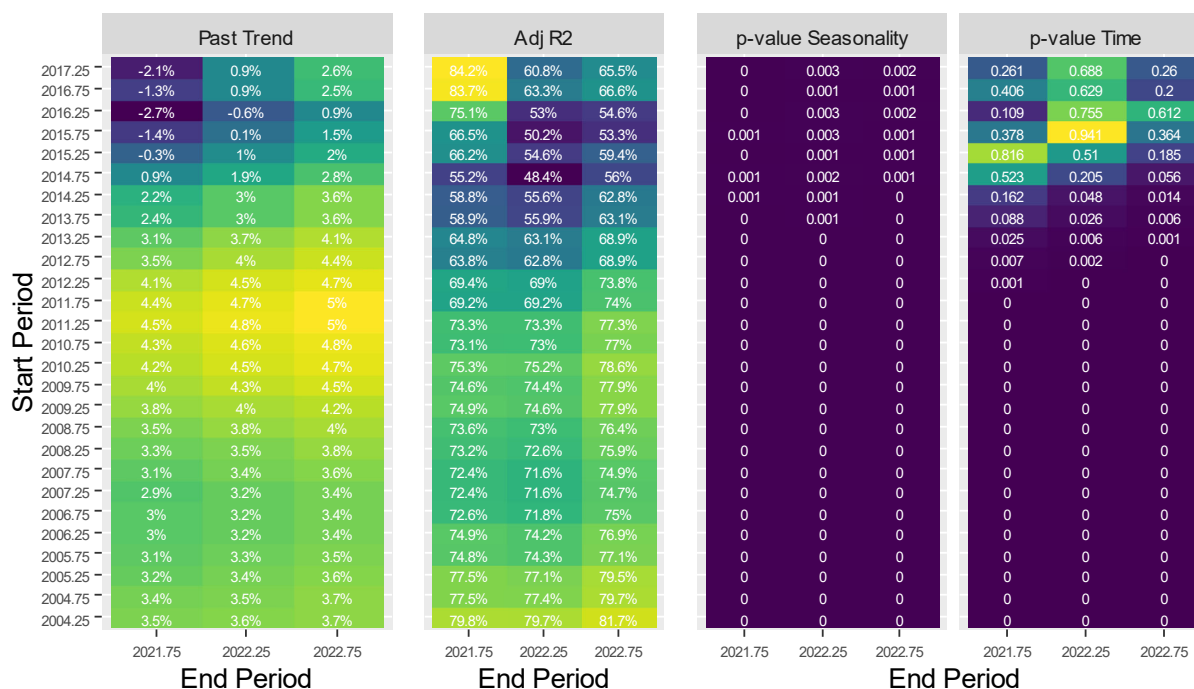 Past Trend Adj R2 p-value Seasonality p-value Time
2017.25 -2.1% 0.9% 2.6% 84.2% 60.8% 65.5% 0 0.003 0.002 0.261 0.688 0.26
2016.75 -1.3% 0.9% 2.5% 83.7% 63.3% 66.6% 0 0.001 0.001 0.406 0.629 0.2
2016.25 -2.7% -0.6% 0.9% 75.1% 53% 54.6% 0 0.003 0.002 0.109 0.755 0.612
2015.75 -1.4% 0.1% 1.5% 66.5% 50.2% 53.3% 0.001 0.003 0.001 0.378 0.941 0.364
2015.25 -0.3% 1% 2% 66.2% 54.6% 59.4% 0 0.001 0.001 0.816 0.51 0.185
2014.75 0.9% 1.9% 2.8% 55.2% 48.4% 56% 0.001 0.002 0.001 0.523 0.205 0.056
2014.25 2.2% 3% 3.6% 58.8% 55.6% 62.8% 0.001 0.001 0 0.162 0.048 0.014
2013.75 2.4% 3% 3.6% 58.9% 55.9% 63.1% 0 0.001 0 0.088 0.026 0.006
2013.25 3.1% 3.7% 4.1% 64.8% 63.1% 68.9% 0 0 0 0.025 0.006 0.001
2012.75 3.5% 4% 4.4% 63.8% 62.8% 68.9% 0 0 0 0.007 0.002 0
2012.25 4.1% 4.5% 4.7% 69.4% 69% 73.8% 0 0 0 0.001 0 0
2011.75 4.4% 4.7% 5% 69.2% 69.2% 74% 0 0 0 0 0 0
2011.25 4.5% 4.8% 5% 73.3% 73.3% 77.3% 0 0 0 0 0 0
2010.75 4.3% 4.6% 4.8% 73.1% 73% 77% 0 0 0 0 0 0
2010.25 4.2% 4.5% 4.7% 75.3% 75.2% 78.6% 0 0 0 0 0 0
2009.75 4% 4.3% 4.5% 74.6% 74.4% 77.9% 0 0 0 0 0 0
2009.25 3.8% 4% 4.2% 74.9% 74.6% 77.9% 0 0 0 0 0 0
2008.75 3.5% 3.8% 4% 73.6% 73% 76.4% 0 0 0 0 0 0
2008.25 3.3% 3.5% 3.8% 73.2% 72.6% 75.9% 0 0 0 0 0 0
2007.75 3.1% 3.4% 3.6% 72.4% 71.6% 74.9% 0 0 0 0 0 0
2007.25 2.9% 3.2% 3.4% 72.4% 71.6% 74.7% 0 0 0 0 0 0
2006.75 3% 3.2% 3.4% 72.6% 71.8% 75% 0 0 0 0 0 0
2006.25 3% 3.2% 3.4% 74.9% 74.2% 76.9% 0 0 0 0 0 0
2005.75 3.1% 3.3% 3.5% 74.8% 74.3% 77.1% 0 0 0 0 0 0
2005.25 3.2% 3.4% 3.6% 77.5% 77.1% 79.5% 0 0 0 0 0 0
2004.75 3.4% 3.5% 3.7% 77.5% 77.4% 79.7% 0 0 0 0 0 0
2004.25 3.5% 3.6% 3.7% 79.8% 79.7% 81.7% 0 0 0 0 0 0
2021.75 2022.25 2022.75 2021.75 2022.25 2022.75 2021.75 2022.25 2022.75 2021.75 2022.25 2022.75
End Period End Period End Period
Start Period